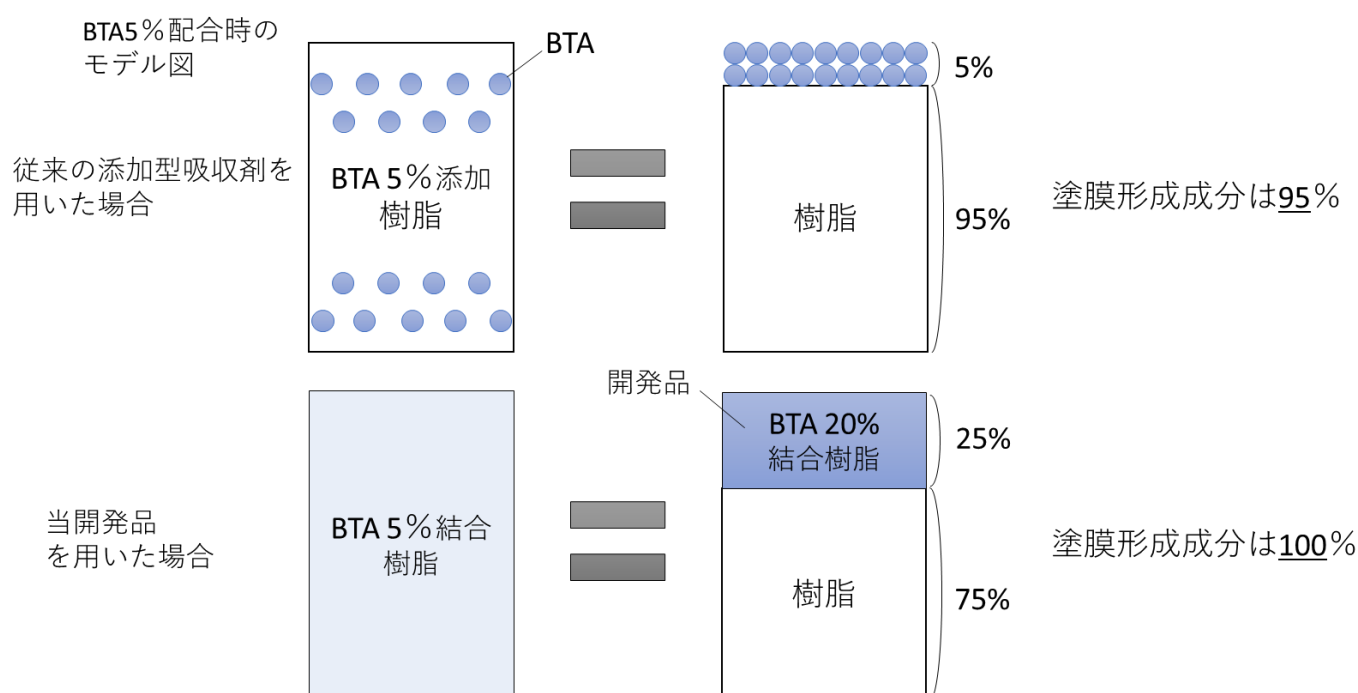 BTA5％配合時の
モデル図
BTA
5%
従来の添加型吸収剤を
用いた場合
BTA 5％添加
樹脂
樹脂
95%
塗膜形成成分は95％
開発品
BTA 20%
結合樹脂
25%
当開発品
を用いた場合
BTA 5％結合
樹脂
樹脂
75%
塗膜形成成分は100％